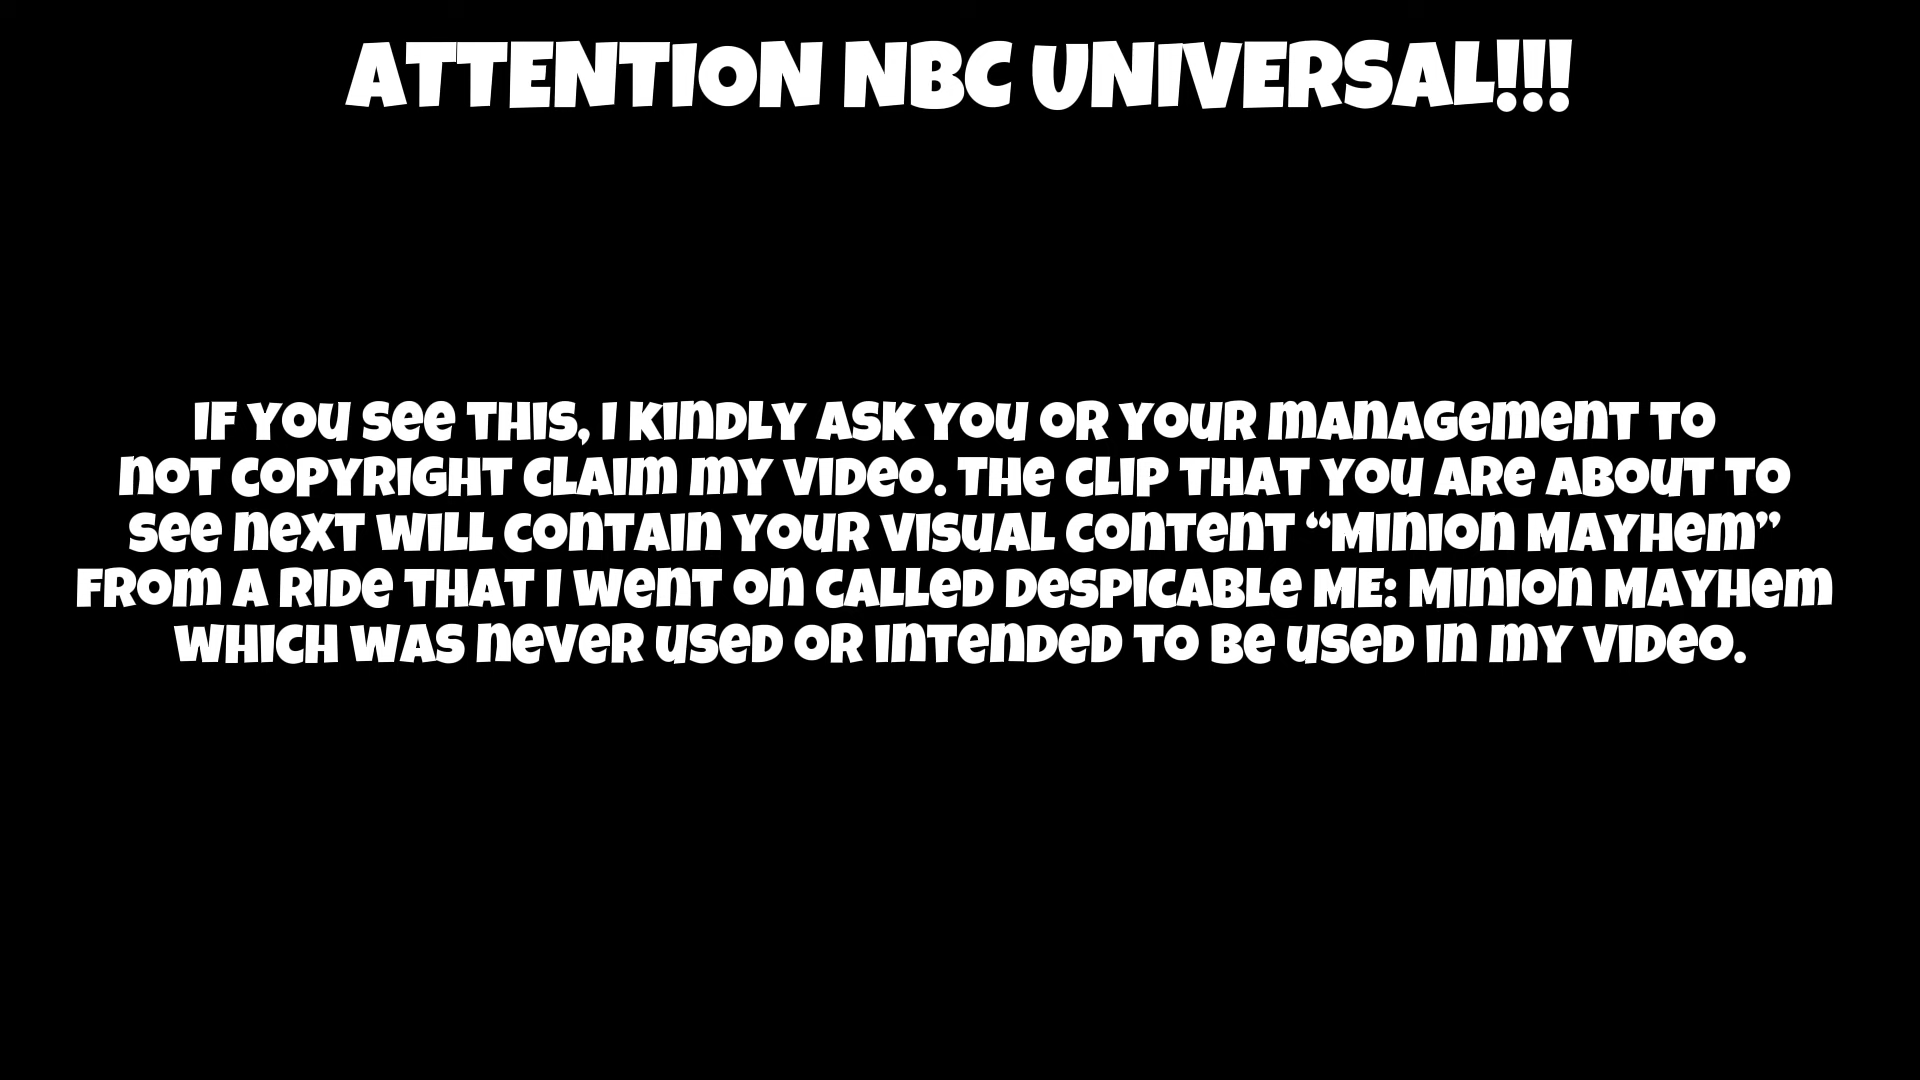 ATTENTION NBC UNIVERSAL!!!
IF YOU see THIS, I KINDLY ASK YOU OR YOUR MANAGEMENT TO
NOT COPYRIGHT CLAIM MY VIDEO. THE CLIP THAT YOU ARE ABOUT TO
see NEXT WILL CONTAIN YOUR VISUAL CONTENT “MINION MAYHEM”
FROM A RIDE THAT I WENT ON CALLED DESPICABLE ME: MINION MAYHEM
WHICH WAS NEVER USED OR INTENDED TO BE USED IN MY VIDEO.